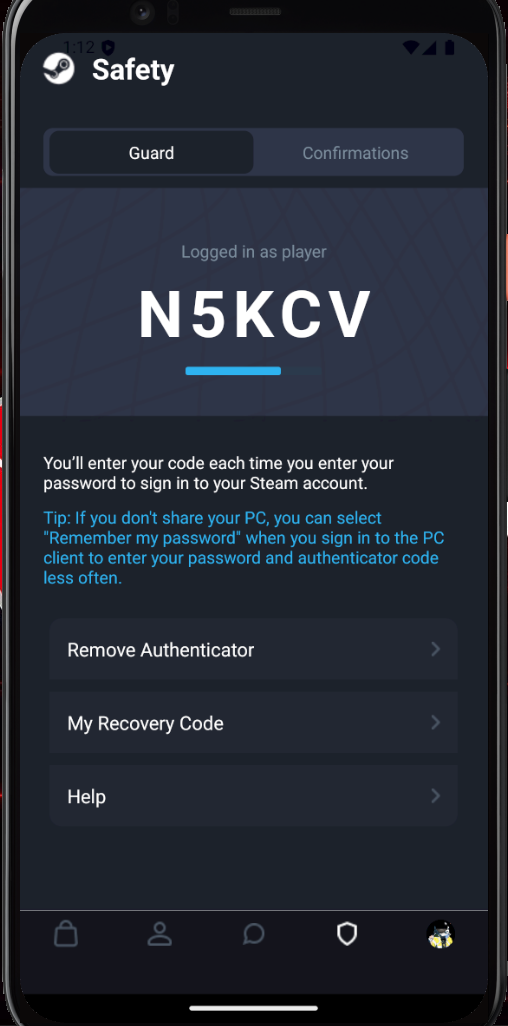 1:12
Safety
Guard
Confirmations
Logged in as player
N5KCV
You'll enter your code each time you enter your
password to sign in to your Steam account.
Tip: If you don't share your PC, you can select
"Remember my password" when you sign in to the PC
client to enter your password and authenticator code
less often.
Remove Authenticator
My Recovery Code
Help